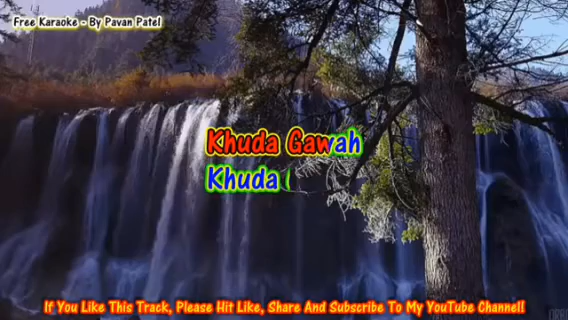 Free Karaoke - By Pavan Patel
Khuda Gawah
Khuda
If You Like This Track, Please Hit Like, Share And Subscribe To My YouTube Channel!